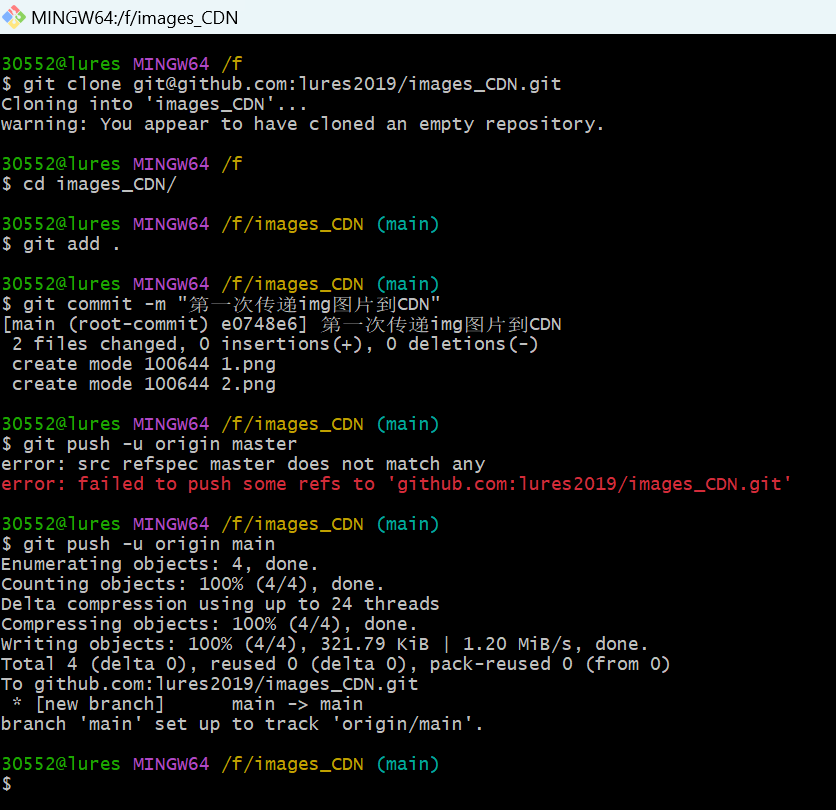 MINGW64:/f/images_CDN
30552@lures MINGW64 /f
$ git clone git@github.com:lures2019/images_CDN.git
Cloning into 'images_CDN'...
warning: You appear to have cloned an empty repository.
30552@lures MINGW64 /f
$ cd images_CDN/
30552@lures MINGW64 /f/images_CDN (main)
$ git add .
30552@lures MINGW64 /f/images_CDN (main)
$ git commit -m "第一次传递img图片到CDN"
[main (root-commit) e0748e6] 第一次传递img图片到CDN
 2 files changed, 0 insertions(+), 0 deletions(-)
 create mode 100644 1.png
 create mode 100644 2.png
30552@lures MINGW64 /f/images_CDN (main)
$ git push -u origin master
error: src refspec master does not match any
error: failed to push some refs to 'github.com:lures2019/images_CDN.git'
30552@lures MINGW64 /f/images_CDN (main)
$ git push -u origin main
Enumerating objects: 4, done.
Counting objects: 100% (4/4), done.
Delta compression using up to 24 threads
Compressing objects: 100% (4/4), done.
Writing objects: 100% (4/4), 321.79 KiB | 1.20 MiB/s, done.
Total 4 (delta 0), reused 0 (delta 0), pack-reused 0 (from 0)
To github.com:lures2019/images_CDN.git
 * [new branch]      main -> main
branch 'main' set up to track 'origin/main'.
30552@lures MINGW64 /f/images_CDN (main)
$